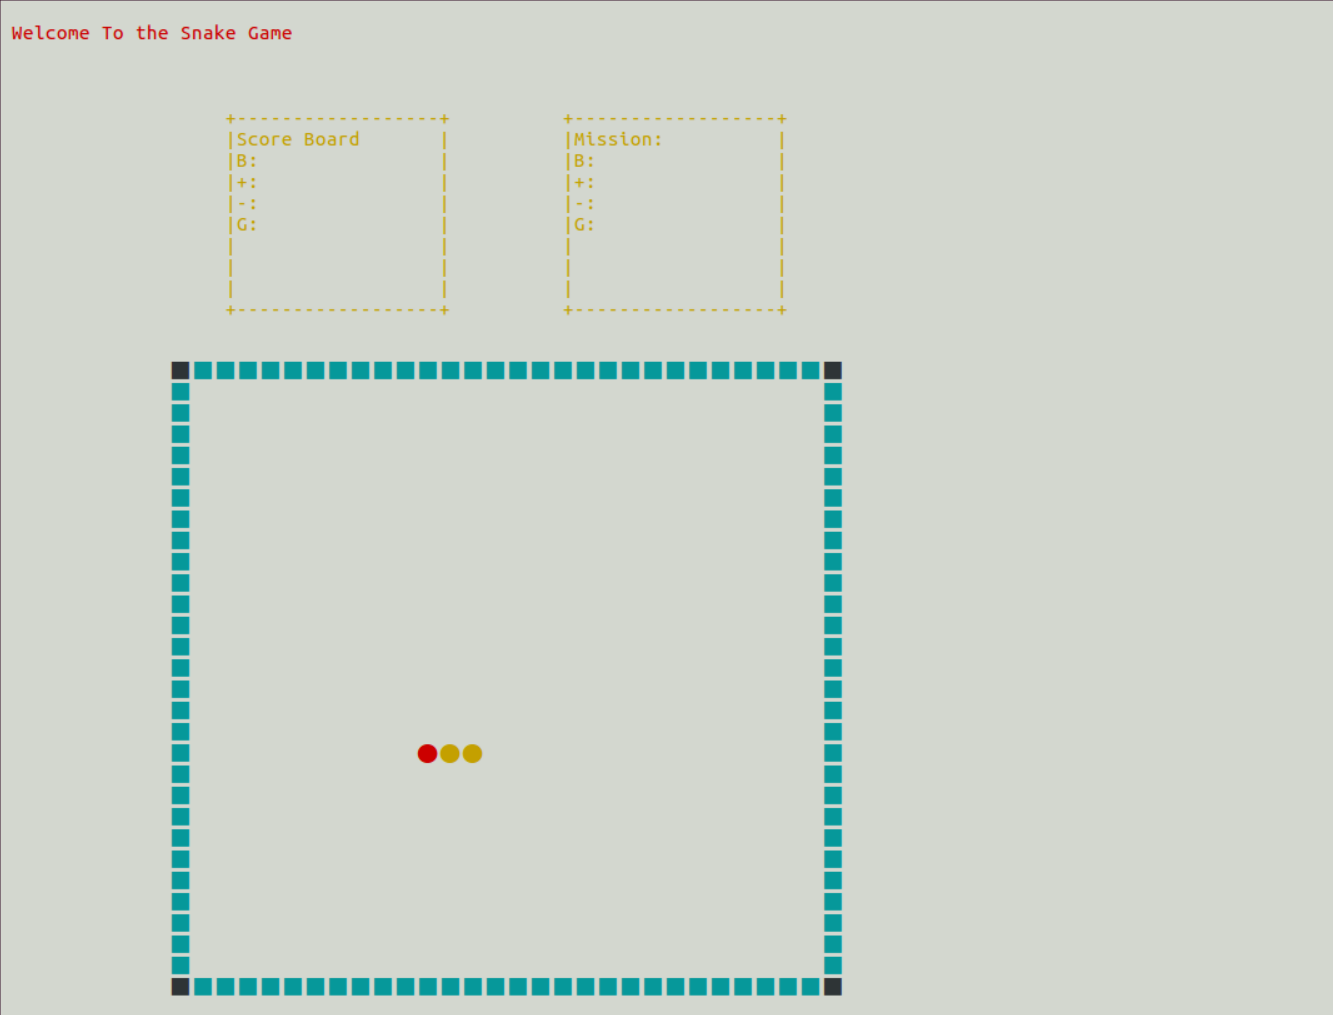 Welcome To the Snake Game
Score Board
B:
+:
-:
G:
Mission:
B:
+:
-:
G: